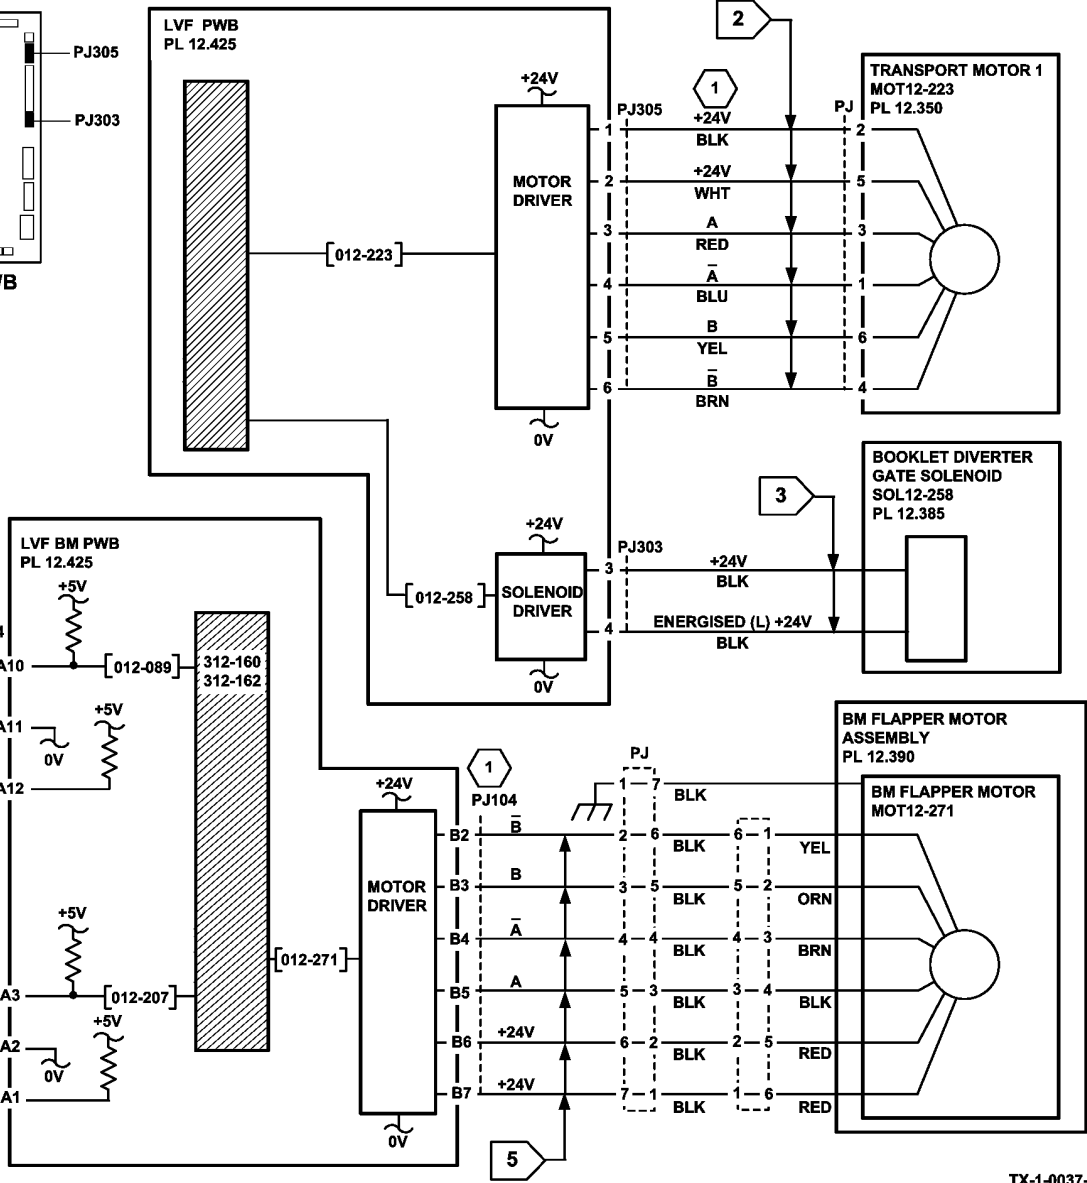 PJ305
PJ303
LVF PWB
PL 12.425
+24V
MOTOR
DRIVER
0V
012-223
1
2
3
4
5
6
PJ305
1
2
+24V
BLK
+24V
WHT
A
RED
A̅
BLU
B
YEL
B̅
BRN
PJ
2
5
3
1
6
4
TRANSPORT MOTOR 1
MOT12-223
PL 12.350
+24V
SOLENOID
DRIVER
0V
012-258
3
4
PJ303
+24V
BLK
ENERGISED (L) +24V
BLK
3
BOOKLET DIVERTER
GATE SOLENOID
SOL12-258
PL 12.385
LVF BM PWB
PL 12.425
+5V
A10
012-089
312-160
312-162
A11
0V
+5V
A12
+5V
A3
012-207
A2
0V
+5V
A1
012-271
+24V
MOTOR
DRIVER
0V
1
PJ104
B2
B̅
B3
B
B4
A̅
B5
A
B6
+24V
B7
+24V
5
PJ
1 7
BLK
2 6
BLK
6 1
YEL
3 5
BLK
5 2
ORN
4 4
BLK
4 3
BRN
5 3
BLK
3 4
BLK
6 2
BLK
2 5
RED
7 1
BLK
1 6
RED
BM FLAPPER MOTOR
ASSEMBLY
PL 12.390
BM FLAPPER MOTOR
MOT12-271
TX-1-0037-